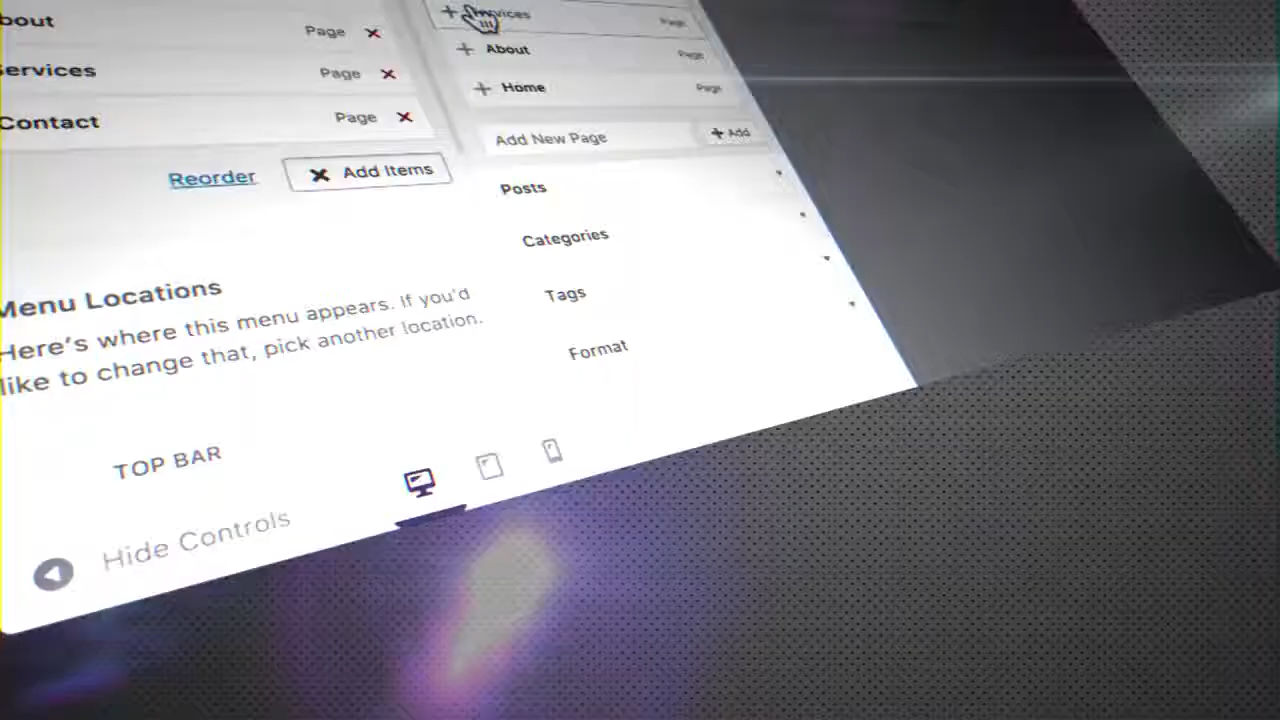 bout
Page
ervices
Page
Contact
Page
Reorder
Add Items
Menu Locations
Here's where this menu appears. If you'd
like to change that, pick another location.
TOP BAR
Hide Controls
Services
Page
About
Page
Home
Page
Add New Page
+ Add
Posts
Categories
Tags
Format